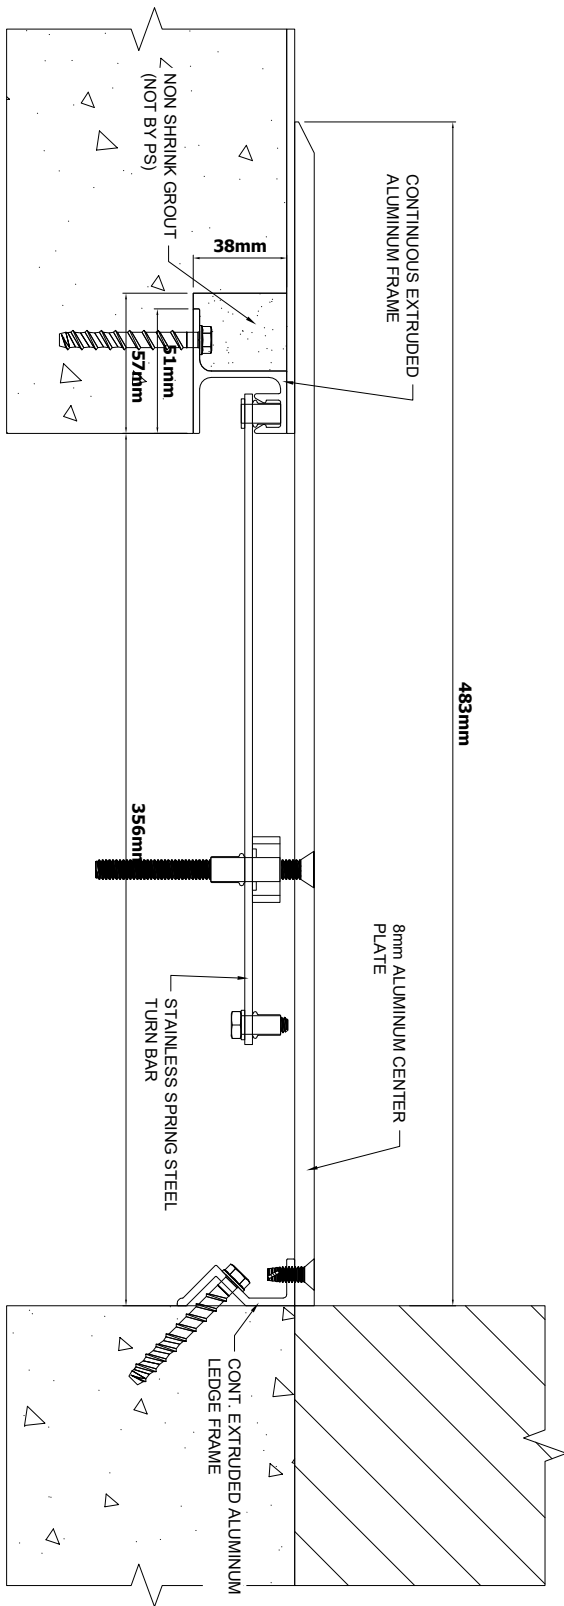 483mm
CONTINUOUS EXTRUDED
ALUMINUM FRAME
8mm ALUMINUM CENTER
PLATE
NON SHRINK GROUT
(NOT BY PS)
38mm
51mm
57mm
356mm
STAINLESS SPRING STEEL
TURN BAR
CONT. EXTRUDED ALUMINUM
LEDGE FRAME